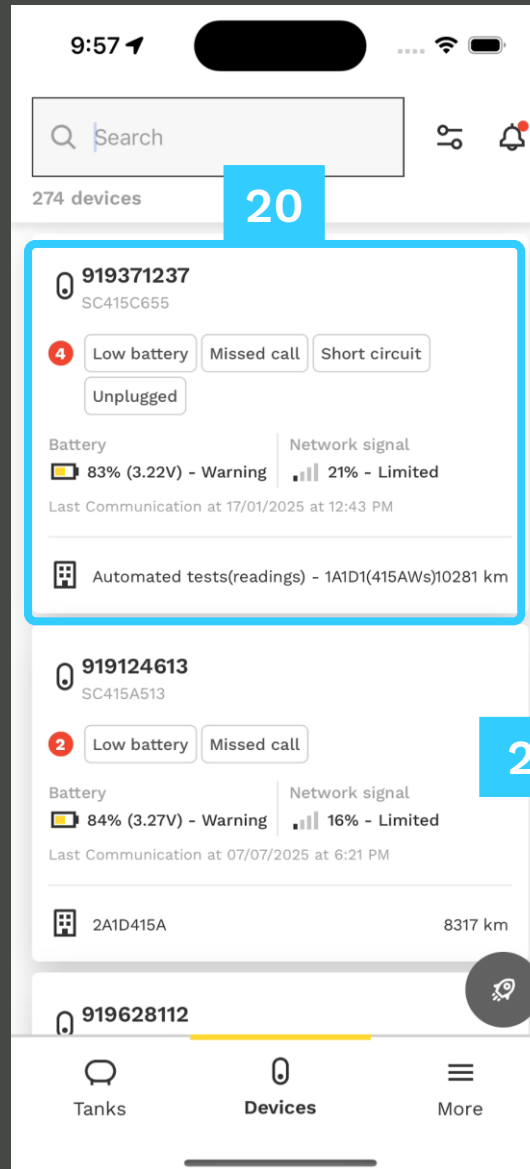 9:57
Search
274 devices
20
919371237
SC415C655
4 Low battery Missed call Short circuit
Unplugged
Battery Network signal
83% (3.22V) - Warning 21% - Limited
Last Communication at 17/01/2025 at 12:43 PM
Automated tests(readings) - 1A1D1(415AWs)10281 km
919124613
SC415A513
2
2 Low battery Missed call
Battery Network signal
84% (3.27V) - Warning 16% - Limited
Last Communication at 07/07/2025 at 6:21 PM
2A1D415A 8317 km
919628112
Tanks Devices More